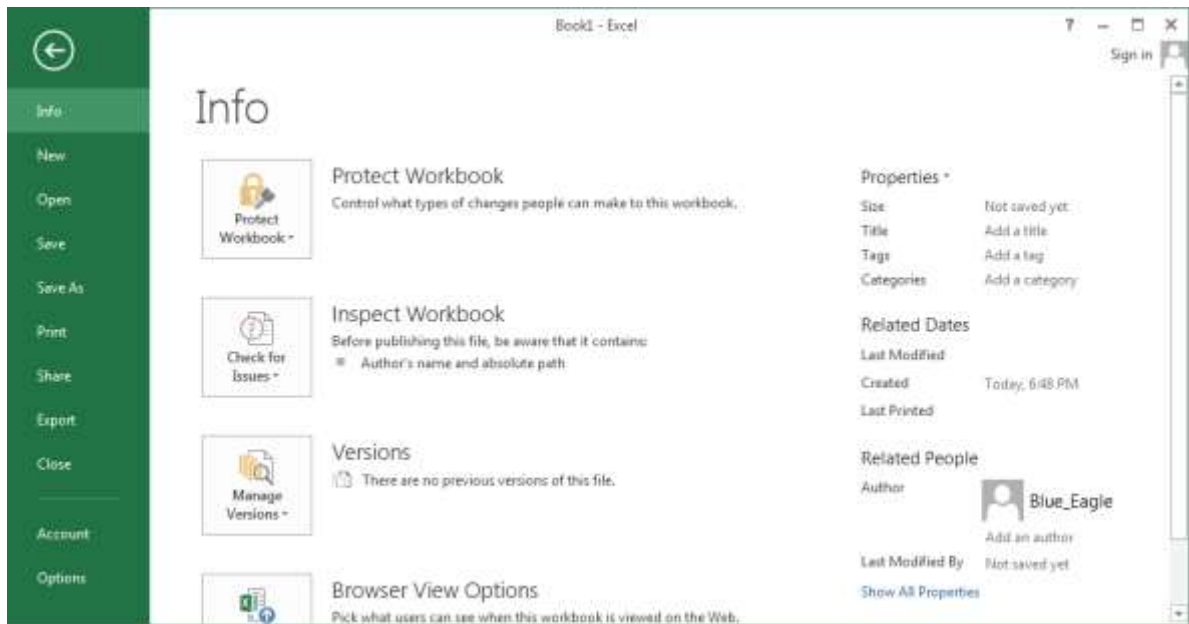 Book1 - Excel
?
Sign in
Info
New
Open
Save
Save As
Print
Share
Export
Close
Account
Options
Info
Protect
Workbook
Protect Workbook
Control what types of changes people can make to this workbook.
Check for
Issues
Inspect Workbook
Before publishing this file, be aware that it contains:
Author's name and absolute path
Manage
Versions
Versions
There are no previous versions of this file.
Browser View Options
Pick what users can see when this workbook is viewed on the Web.
Properties
Size Not saved yet
Title Add a title
Tags Add a tag
Categories Add a category
Related Dates
Last Modified
Created Today, 6:48 PM
Last Printed
Related People
Author Blue_Eagle
Add an author
Last Modified By Not saved yet
Show All Properties